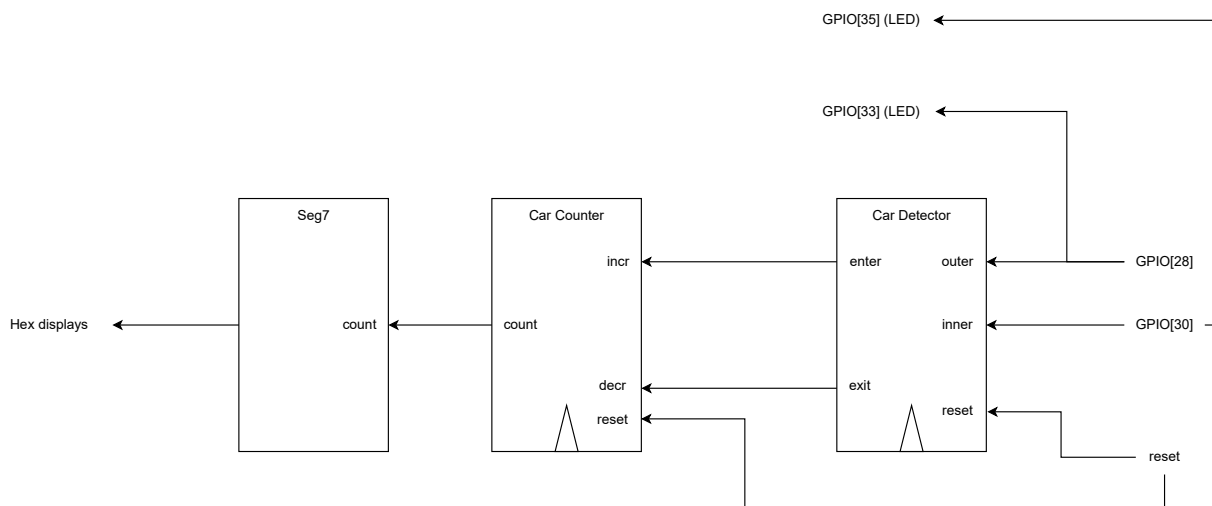 GPIO[35] (LED)
GPIO[33] (LED)
Seg7
Car Counter
Car Detector
incr
enter
outer
GPIO[28]
Hex displays
count
count
inner
GPIO[30]
decr
exit
reset
reset
reset